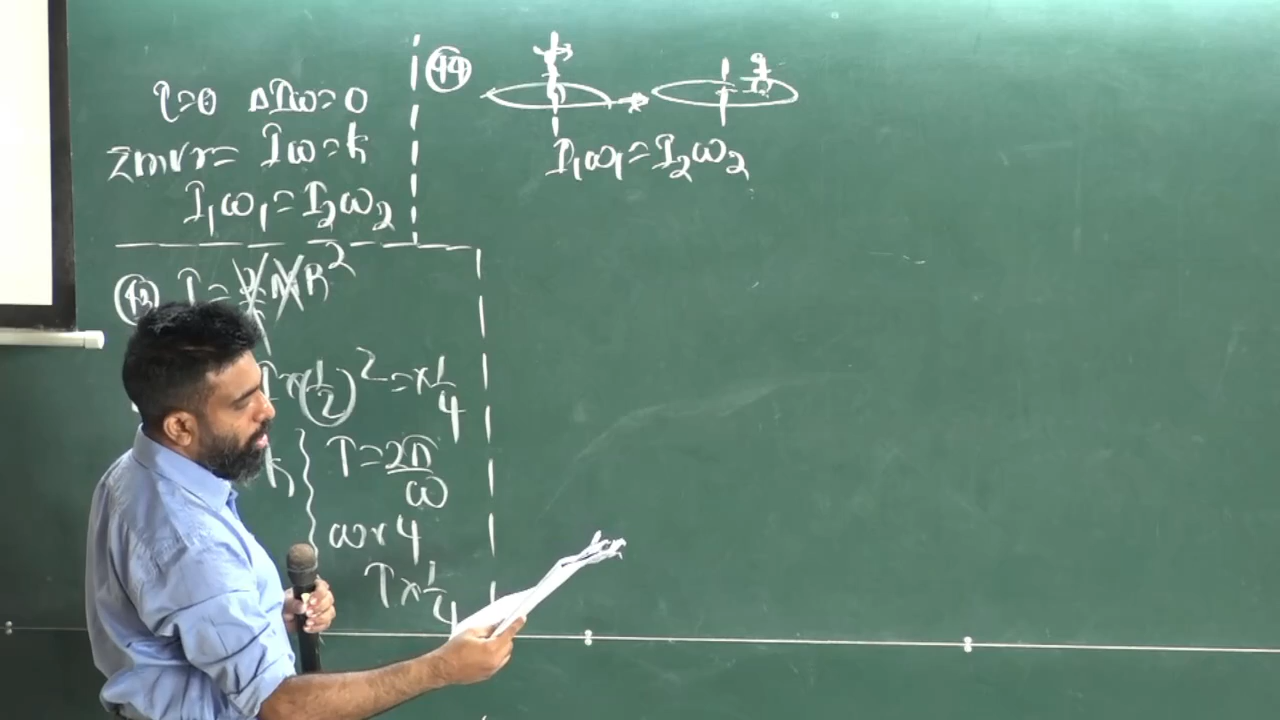 τ=0 ΔIω=0
Σmvr= Iω=k
I₁ω₁=I₂ω₂
(43) I= MR²
×(1/2)²=×1/4
k T=2π/ω
ω×4
T×1/4
(44)
I₁ω₁=I₂ω₂